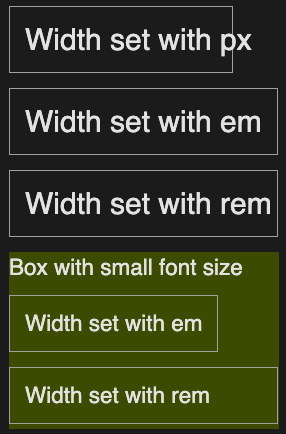 Width set with px
Width set with em
Width set with rem
Box with small font size
Width set with em
Width set with rem